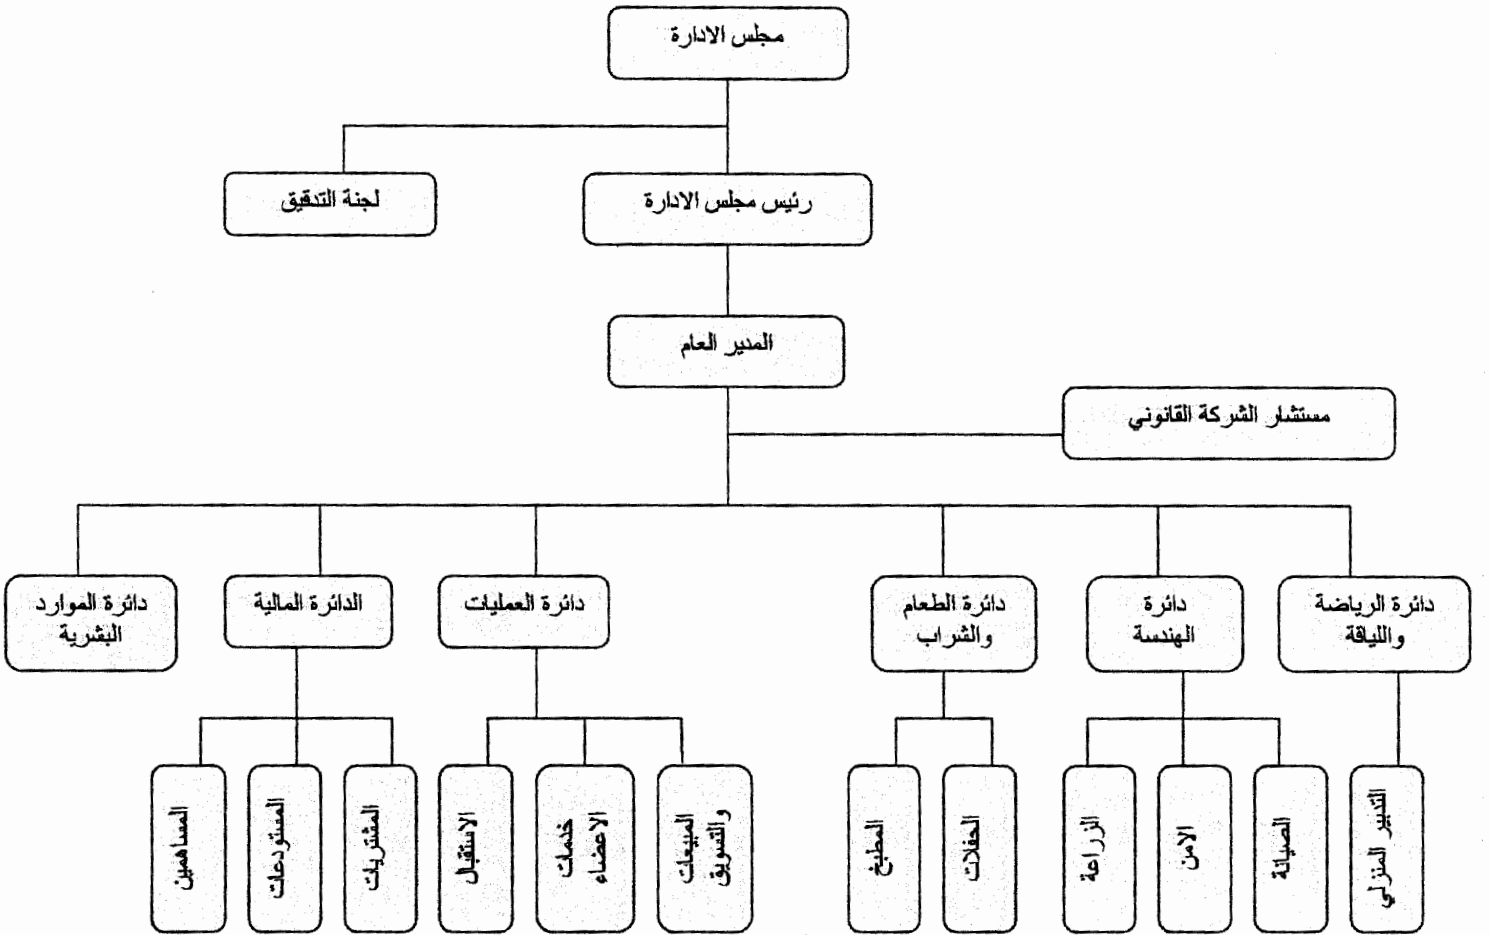 مجلس الادارة
لجنة التدقيق
رئيس مجلس الادارة
المدير العام
مستشار الشركة القانوني
دائرة الرياضة
واللياقة
دائرة
الهندسة
دائرة الطعام
والشراب
دائرة العمليات
الدائرة المالية
دائرة الموارد
البشرية
التدبير المنزلي
الصيانة
الامن
الزراعة
الحفلات
المطبخ
المبيعات
والتسويق
خدمات
الاعضاء
الاستقبال
المشتريات
المستودعات
المساهمين